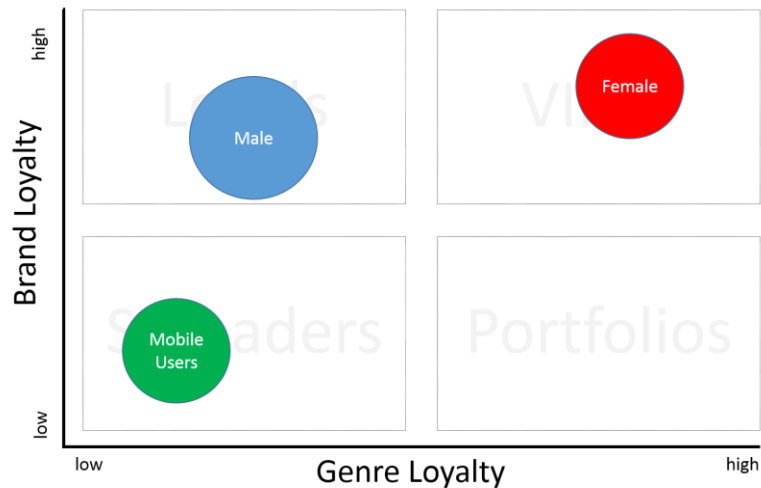 high
Male
Female
Brand Loyalty
Mobile
Users
Portfolios
low
low
Genre Loyalty
high